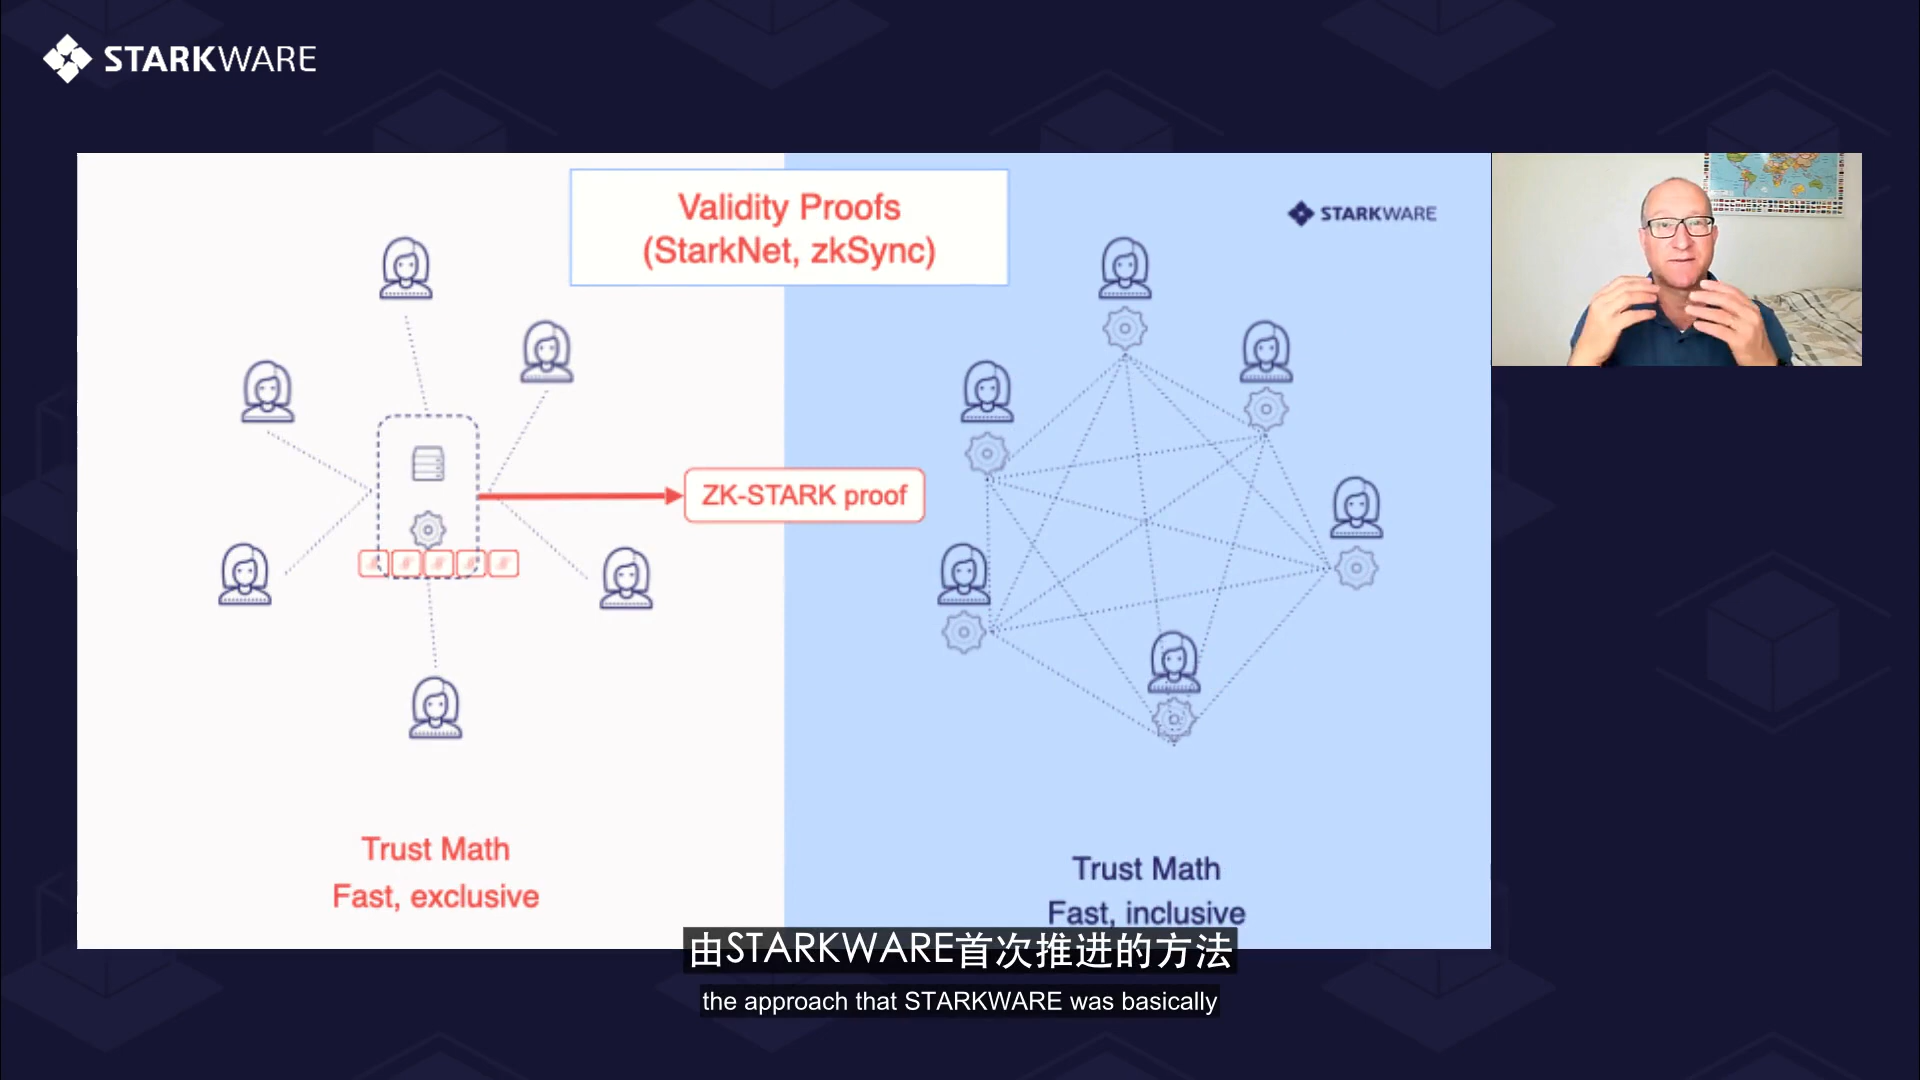 STARKWARE
Validity Proofs
(StarkNet, zkSync)
STARKWARE
ZK-STARK proof
Trust Math
Fast, exclusive
Trust Math
Fast, inclusive
由STARKWARE首次推进的方法
the approach that STARKWARE was basically